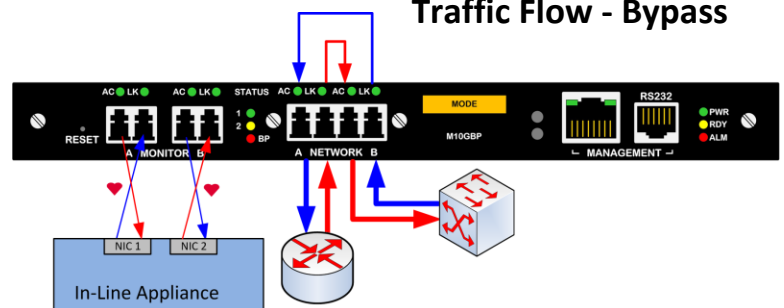 Traffic Flow - Bypass
AC LK AC LK STATUS AC LK AC LK
RS232
MODE
1
2
BP
PWR
RDY
ALM
RESET
M10GBP
A MONITOR B
A NETWORK B
MANAGEMENT
NIC 1
NIC 2
In-Line Appliance